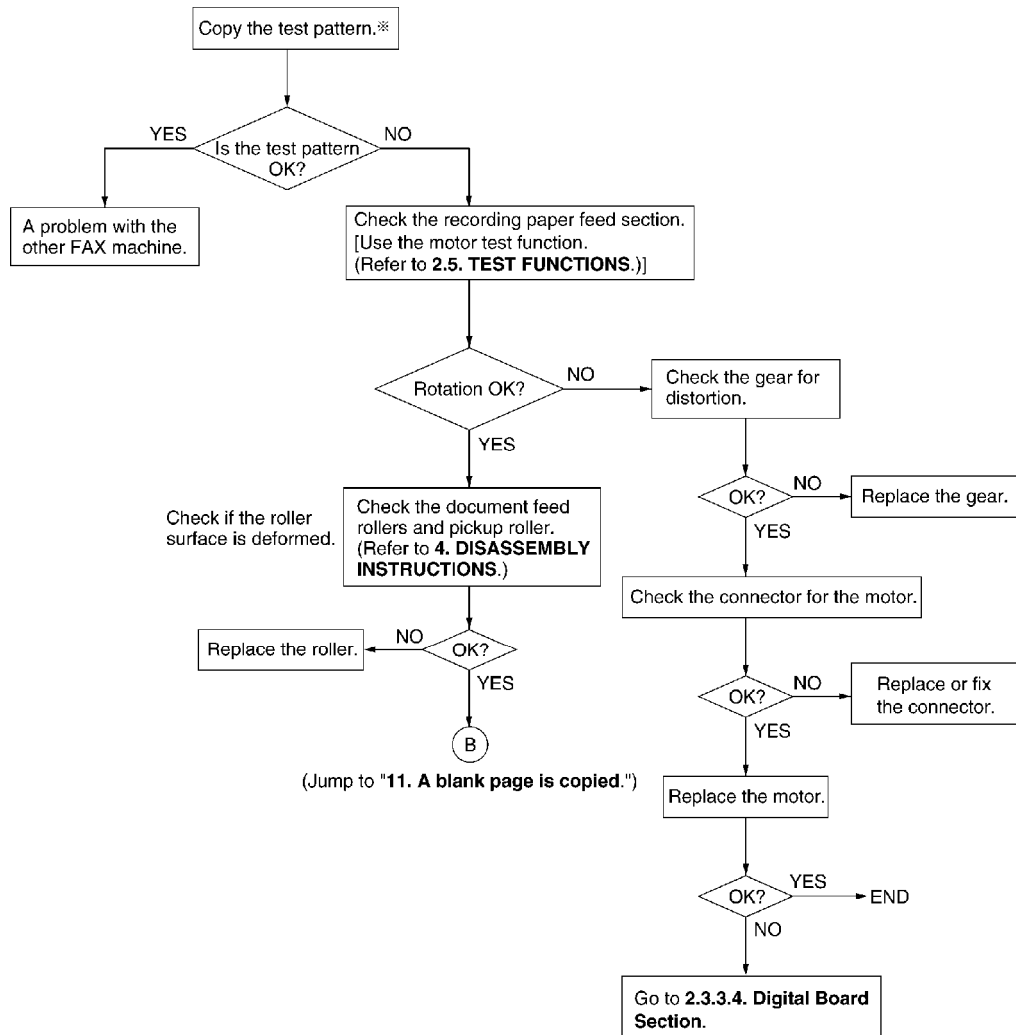 Copy the test pattern.※
YES
NO
Is the test pattern
OK?
A problem with the
other FAX machine.
Check the recording paper feed section.
[Use the motor test function.
(Refer to 2.5. TEST FUNCTIONS.)]
Rotation OK?
NO
YES
Check the gear for
distortion.
OK?
NO
Replace the gear.
YES
Check if the roller
surface is deformed.
Check the document feed
rollers and pickup roller.
(Refer to 4. DISASSEMBLY
INSTRUCTIONS.)
Check the connector for the motor.
Replace the roller.
NO
OK?
YES
OK?
NO
Replace or fix
the connector.
YES
B
(Jump to "11. A blank page is copied.")
Replace the motor.
OK?
YES
END
NO
Go to 2.3.3.4. Digital Board
Section.